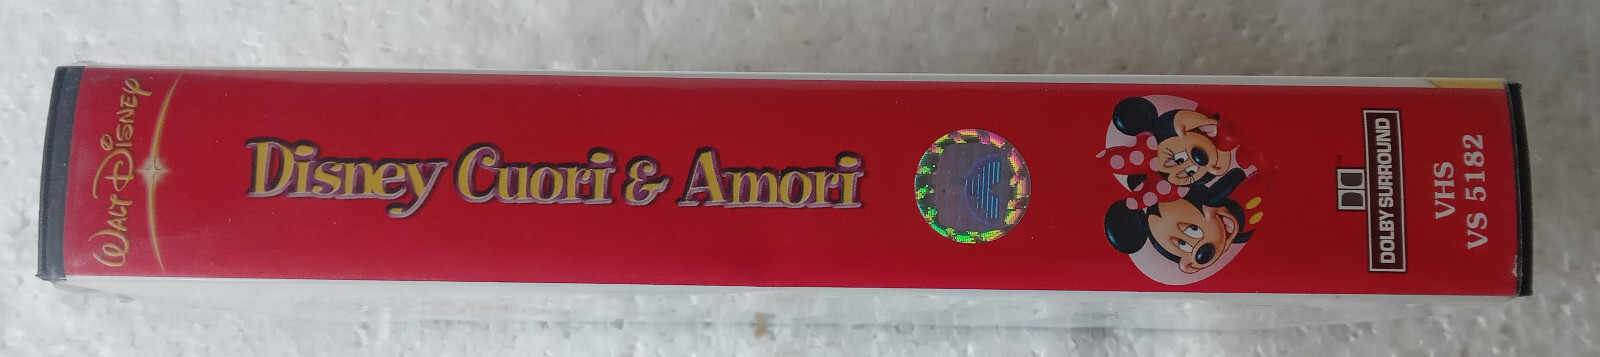 WALT DISNEY
Disney Cuori & Amori
DOLBY SURROUND
VHS
VS 5182